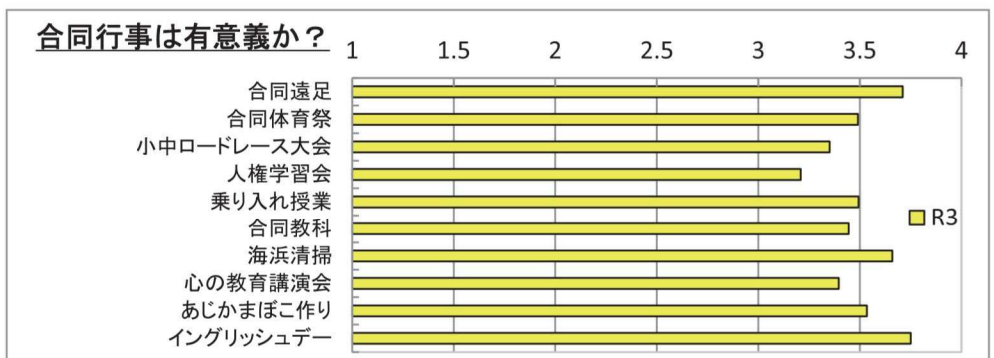 合同行事は有意義か?
1 1.5 2 2.5 3 3.5 4
合同遠足
合同体育祭
小中ロードレース大会
人権学習会
乗り入れ授業
合同教科
海浜清掃
心の教育講演会
あじかまぼこ作り
イングリッシュデー
R3